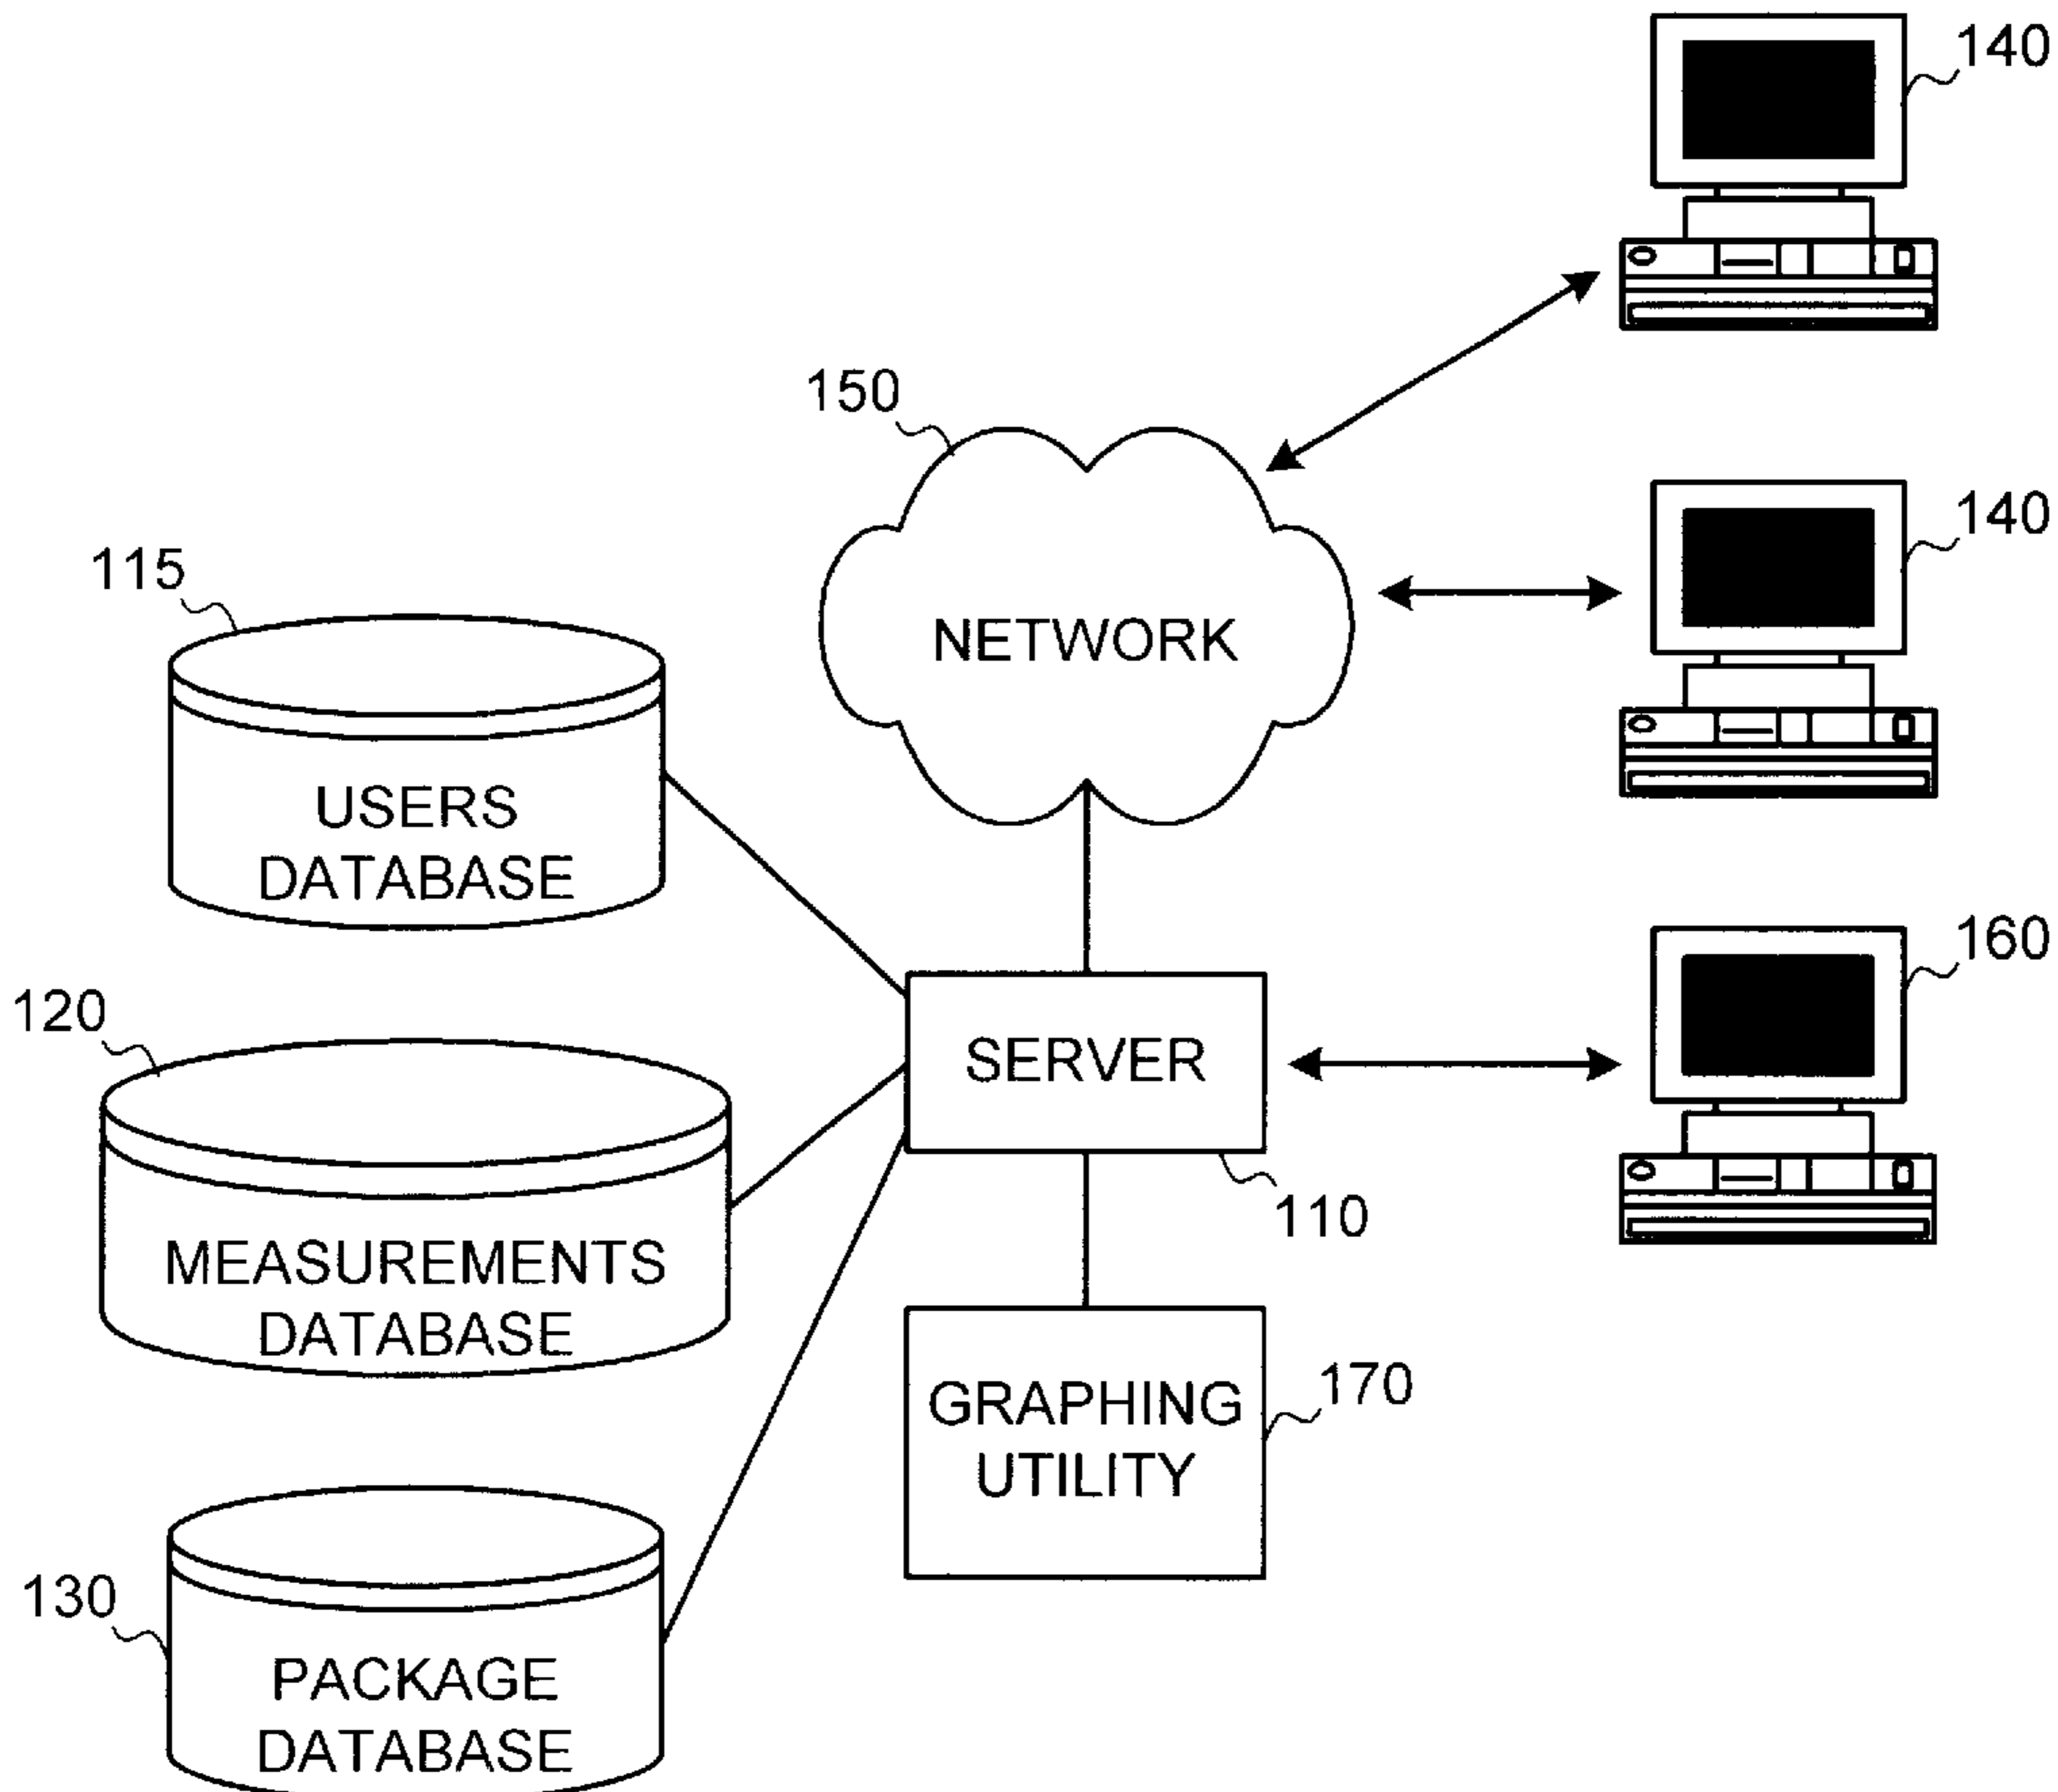 140
150
140
NETWORK
115
USERS
DATABASE
160
120
SERVER
110
MEASUREMENTS
DATABASE
170
GRAPHING
UTILITY
130
PACKAGE
DATABASE